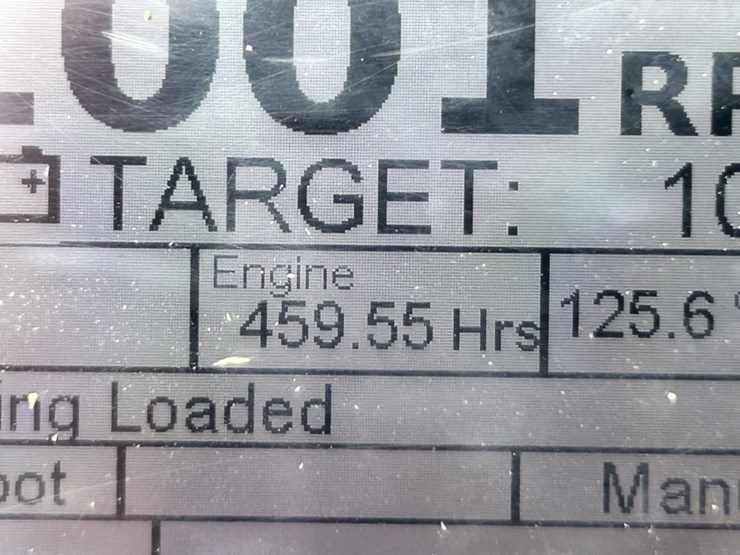 001 RP
TARGET: 10
Engine
459.55 Hrs 125.6 °
ing Loaded
oot Man